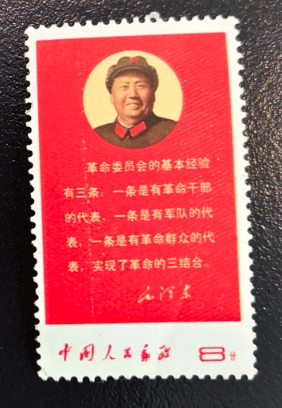 革命委员会的基本经验
有三条：一条是有革命干部
的代表，一条是有军队的代
表，一条是有革命群众的代
表，实现了革命的三结合。
毛泽东
中国人民邮政 8分